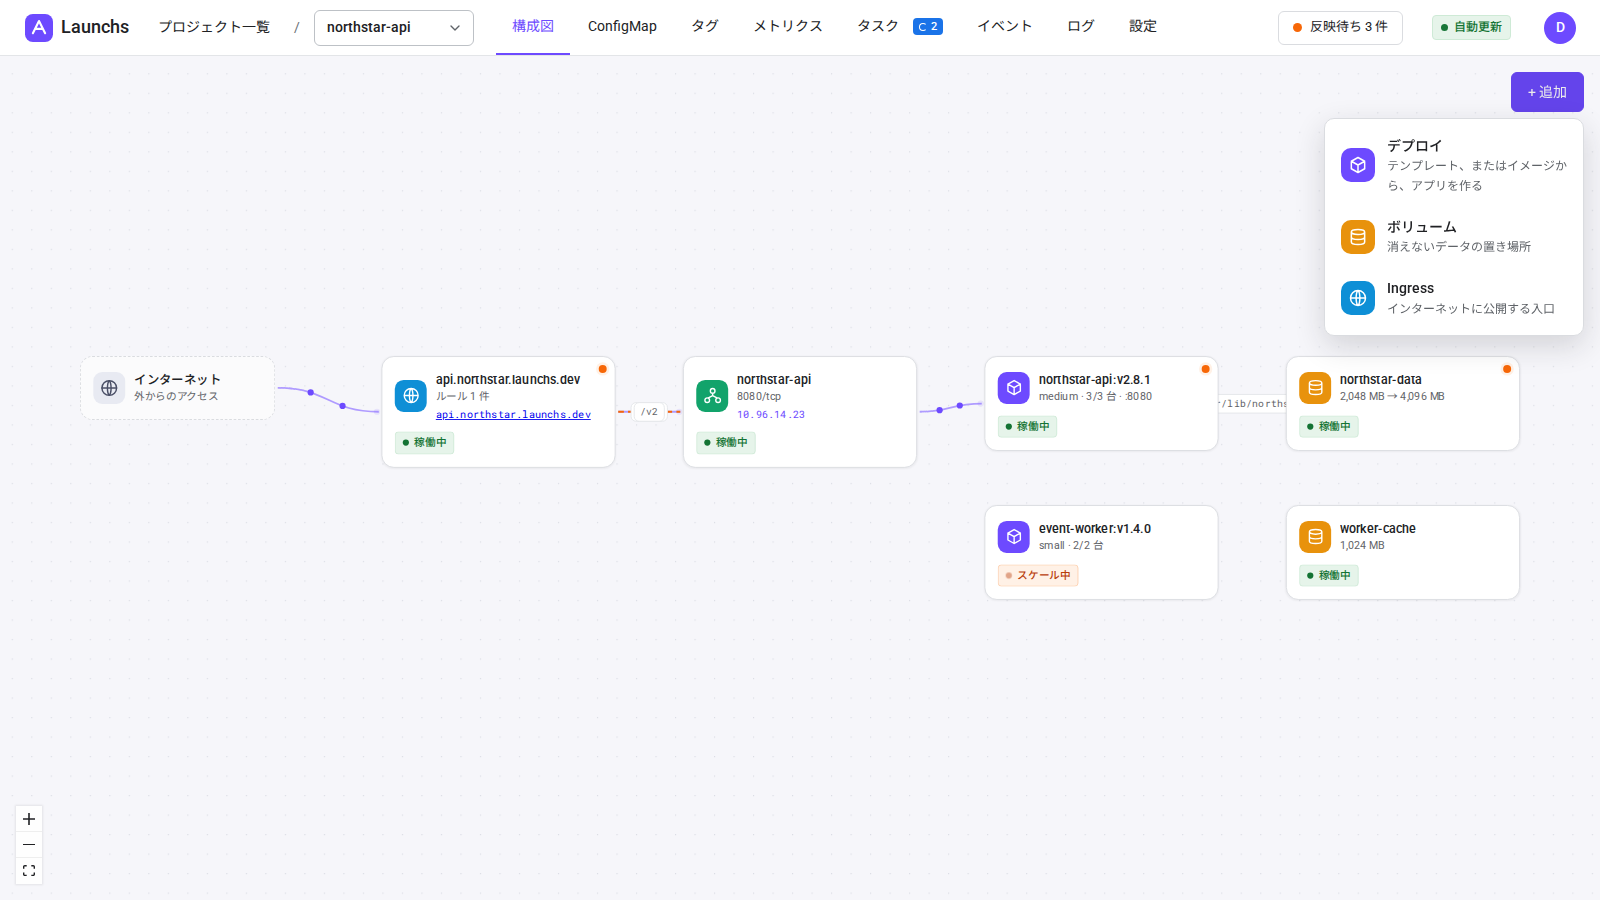 Launchs
プロジェクト一覧
/
northstar-api
構成図
ConfigMap
タグ
メトリクス
タスク
2
イベント
ログ
設定
反映待ち 3 件
自動更新
D
+ 追加
デプロイ
テンプレート、またはイメージか
ら、アプリを作る
ボリューム
消えないデータの置き場所
Ingress
インターネットに公開する入口
インターネット
外からのアクセス
api.northstar.launchs.dev
ルール 1 件
api.northstar.launchs.dev
稼働中
/v2
northstar-api
8080/tcp
10.96.14.23
稼働中
northstar-api:v2.8.1
medium · 3/3 台 · :8080
稼働中
/lib/norths
northstar-data
2,048 MB → 4,096 MB
稼働中
event-worker:v1.4.0
small · 2/2 台
スケール中
worker-cache
1,024 MB
稼働中